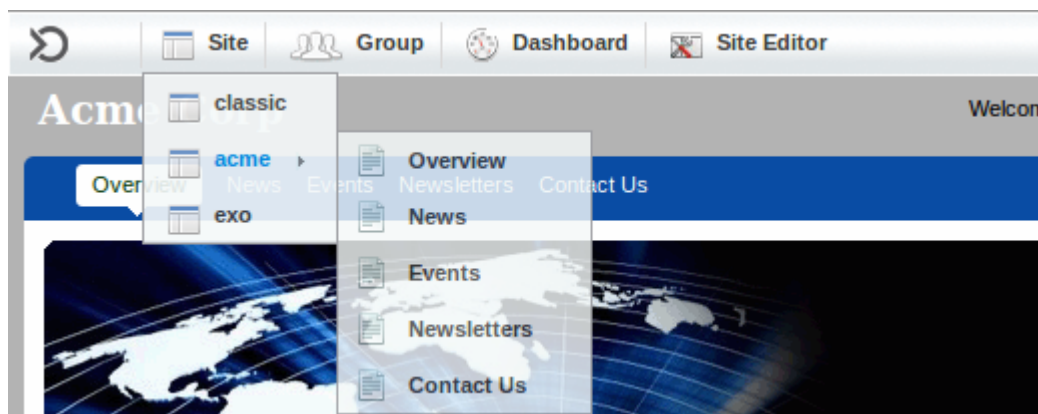 Site Group Dashboard Site Editor
Acme Corp
Welcom
classic
acme
exo
Overview News Events Newsletters Contact Us
Overview
News
Events
Newsletters
Contact Us